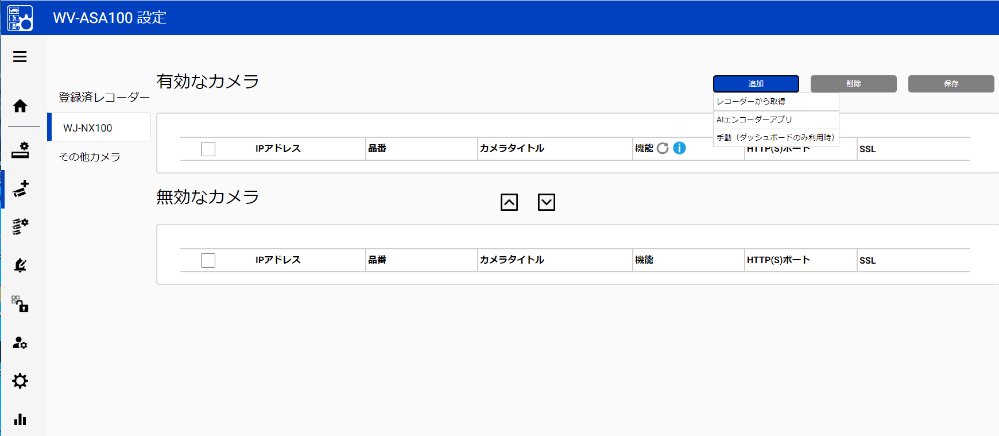 WV-ASA100 設定
登録済レコーダー
WJ-NX100
その他カメラ
有効なカメラ
追加
削除
保存
レコーダーから取得
AIエンコーダーアプリ
手動（ダッシュボードのみ利用時）
IPアドレス
品番
カメラタイトル
機能
HTTP(S)ポート
SSL
無効なカメラ
IPアドレス
品番
カメラタイトル
機能
HTTP(S)ポート
SSL